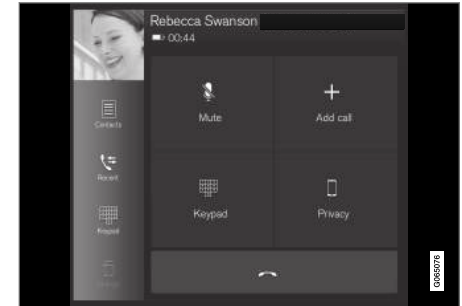 Rebecca Swanson
00:44
Mute
Add call
Contacts
Recent
Keypad
Keypad
Privacy
G065076